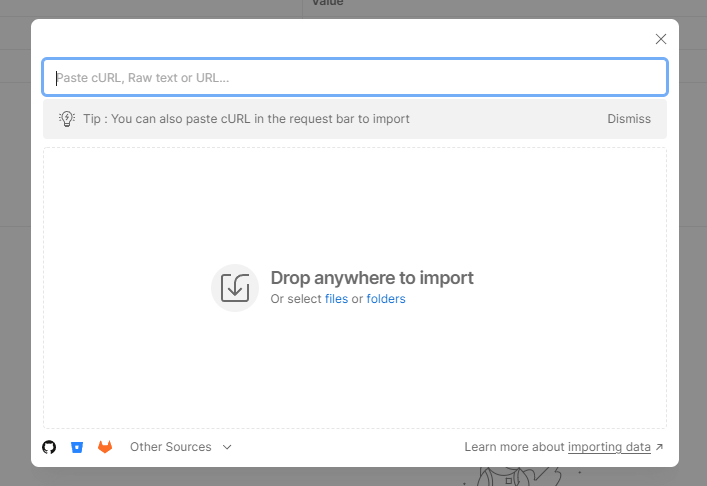 Value
Paste cURL, Raw text or URL...
Tip : You can also paste cURL in the request bar to import
Dismiss
Drop anywhere to import
Or select files or folders
Other Sources
Learn more about importing data